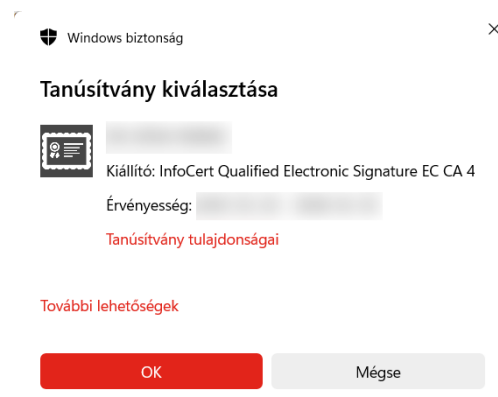 Windows biztonság
Tanúsítvány kiválasztása
Kiállító: InfoCert Qualified Electronic Signature EC CA 4
Érvényesség:
Tanúsítvány tulajdonságai
További lehetőségek
OK
Mégse